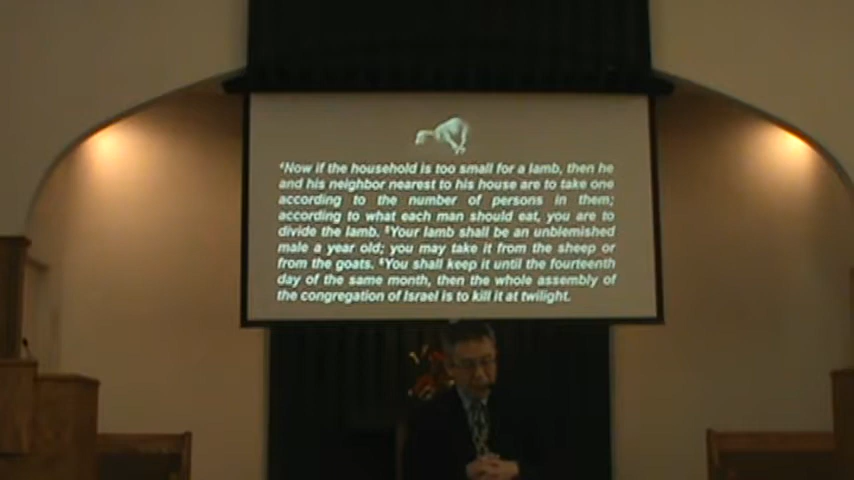 ⁴Now if the household is too small for a lamb, then he
and his neighbor nearest to his house are to take one
according to the number of persons in them;
according to what each man should eat, you are to
divide the lamb. ⁵Your lamb shall be an unblemished
male a year old; you may take it from the sheep or
from the goats. ⁶You shall keep it until the fourteenth
day of the same month, then the whole assembly of
the congregation of Israel is to kill it at twilight.